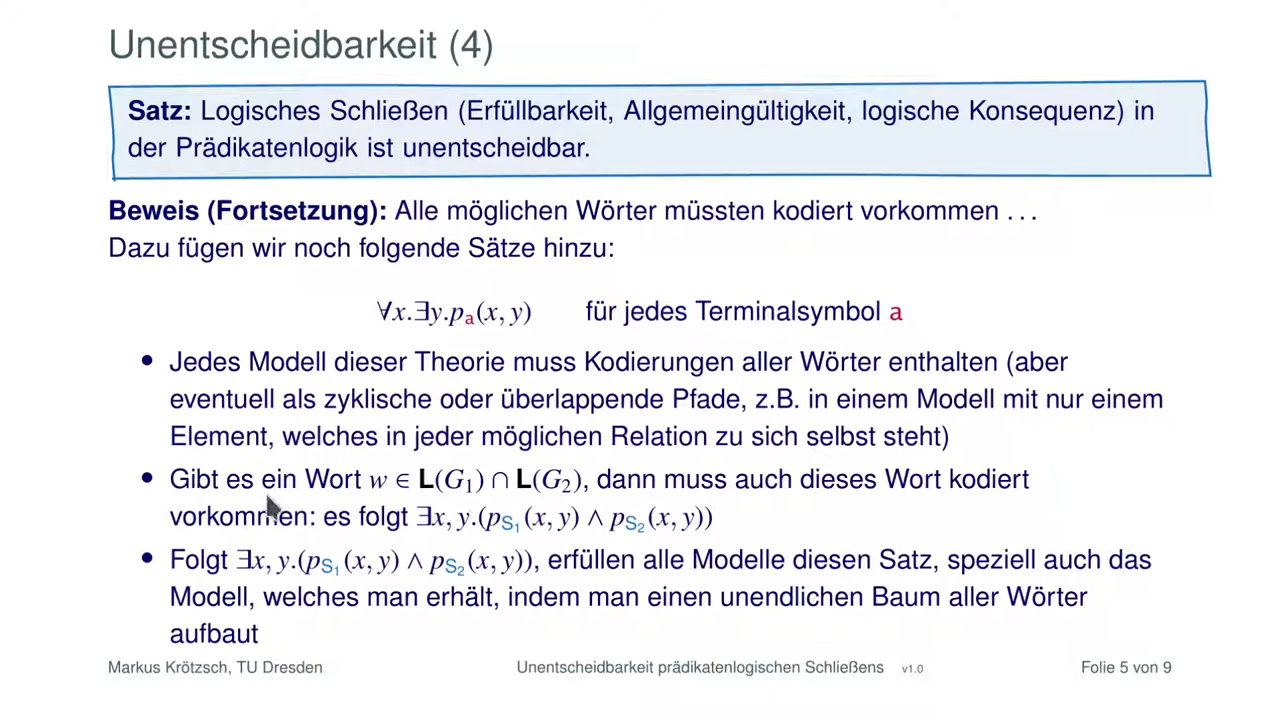 Unentscheidbarkeit (4)
Satz: Logisches Schließen (Erfüllbarkeit, Allgemeingültigkeit, logische Konsequenz) in
der Prädikatenlogik ist unentscheidbar.
Beweis (Fortsetzung): Alle möglichen Wörter müssten kodiert vorkommen . . .
Dazu fügen wir noch folgende Sätze hinzu:
∀x.∃y.pₐ(x, y) für jedes Terminalsymbol a
• Jedes Modell dieser Theorie muss Kodierungen aller Wörter enthalten (aber
eventuell als zyklische oder überlappende Pfade, z.B. in einem Modell mit nur einem
Element, welches in jeder möglichen Relation zu sich selbst steht)
• Gibt es ein Wort w ∈ L(G₁) ∩ L(G₂), dann muss auch dieses Wort kodiert
vorkommen: es folgt ∃x, y.(p_S₁(x, y) ∧ p_S₂(x, y))
• Folgt ∃x, y.(p_S₁(x, y) ∧ p_S₂(x, y)), erfüllen alle Modelle diesen Satz, speziell auch das
Modell, welches man erhält, indem man einen unendlichen Baum aller Wörter
aufbaut
Markus Krötzsch, TU Dresden Unentscheidbarkeit prädikatenlogischen Schließens v1.0 Folie 5 von 9